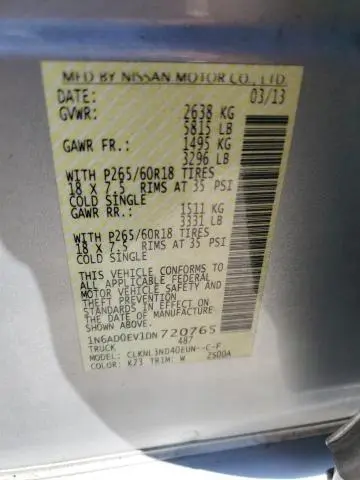 MFD BY NISSAN MOTOR CO., LTD.
DATE: 03/13
GVWR: 2638 KG
5815 LB
GAWR FR.: 1495 KG
3296 LB
WITH P265/60R18 TIRES
18 X 7.5 RIMS AT 35 PSI
COLD SINGLE
GAWR RR.: 1511 KG
3331 LB
WITH P265/60R18 TIRES
18 X 7.5 RIMS AT 35 PSI
COLD SINGLE
THIS VEHICLE CONFORMS
TO ALL APPLICABLE FEDERAL
MOTOR VEHICLE SAFETY
STANDARDS IN EFFECT ON
THE DATE OF MANUFACTURE
SHOWN ABOVE
1N6AD0EV1DN720765
TRUCK 487
MODEL: CLKNL3ND40EUN--C-F
COLOR: K23 TRIM: W Z500A